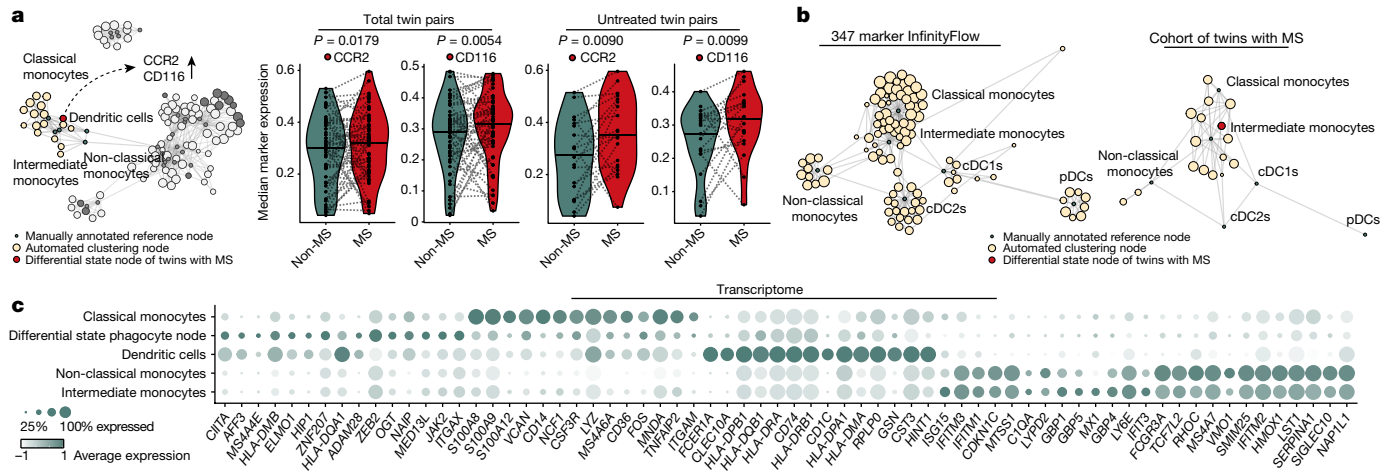 a
Classical
monocytes
CCR2
CD116
Dendritic cells
Intermediate
monocytes
Non-classical
monocytes
Manually annotated reference node
Automated clustering node
Differential state node of twins with MS
Total twin pairs
P = 0.0179
P = 0.0054
CCR2
CD116
Untreated twin pairs
P = 0.0090
P = 0.0099
CCR2
CD116
Median marker expression
0.6
0.4
0.2
0.5
0.4
0.3
0.2
0.1
0
0.6
0.4
0.2
0.4
0.3
0.2
0.1
Non-MS
MS
Non-MS
MS
Non-MS
MS
Non-MS
MS
b
347 marker InfinityFlow
Classical monocytes
Intermediate monocytes
cDC1s
pDCs
Non-classical
monocytes
cDC2s
Cohort of twins with MS
Classical monocytes
Intermediate monocytes
Non-classical
monocytes
cDC1s
cDC2s
pDCs
Manually annotated reference node
Automated clustering node
Differential state node of twins with MS
c
Transcriptome
Classical monocytes
Differential state phagocyte node
Dendritic cells
Non-classical monocytes
Intermediate monocytes
25%
100% expressed
−1
1
Average expression
CIITA
AFF3
MS4A4E
HLA-DMB
ELMO1
WHIP1
ZNF207
HLA-DQA1
ADAM28
ZEB2
OGT
NAIP
MED13L
JAK2
ITGAX
S100A8
S100A9
S100A12
VCAN
CD14
NCF1
CSF3R
LYZ
MS4A6A
CD36
FOS
MNDA
TNFAIP2
ITGAM
FCER1A
CLEC10A
HLA-DPB1
HLA-DQB1
HLA-DRA
CD74
HLA-DRB1
CD1C
HLA-DPA1
HLA-DMA
RPLP0
GSN
CST3
HINT1
ISG15
IFITM3
IFITM1
CDKN1C
MTSS1
C1QA
LYPD2
GBP1
GBP5
MX1
GBP4
LY6E
IFIT3
FCGR3A
TCF7L2
RHOC
MS4A7
VMO1
SMIM25
IFITM2
HMOX1
LST1
SERPINA1
SIGLEC10
NAP1L1